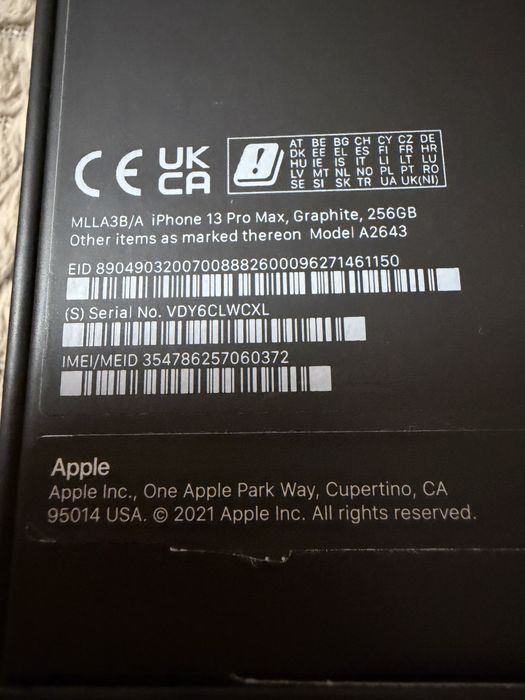 CE UK
CA
AT BE BG CH CY CZ DE
DK EE EL ES FI FR HR
HU IE IS IT LI LT LU
LV MT NL NO PL PT RO
SE SI SK TR UA UK(NI)
MLLA3B/A iPhone 13 Pro Max, Graphite, 256GB
Other items as marked thereon Model A2643
EID 89049032007008882600096271461150
(S) Serial No. VDY6CLWCXL
IMEI/MEID 354786257060372
Apple
Apple Inc., One Apple Park Way, Cupertino, CA
95014 USA. © 2021 Apple Inc. All rights reserved.